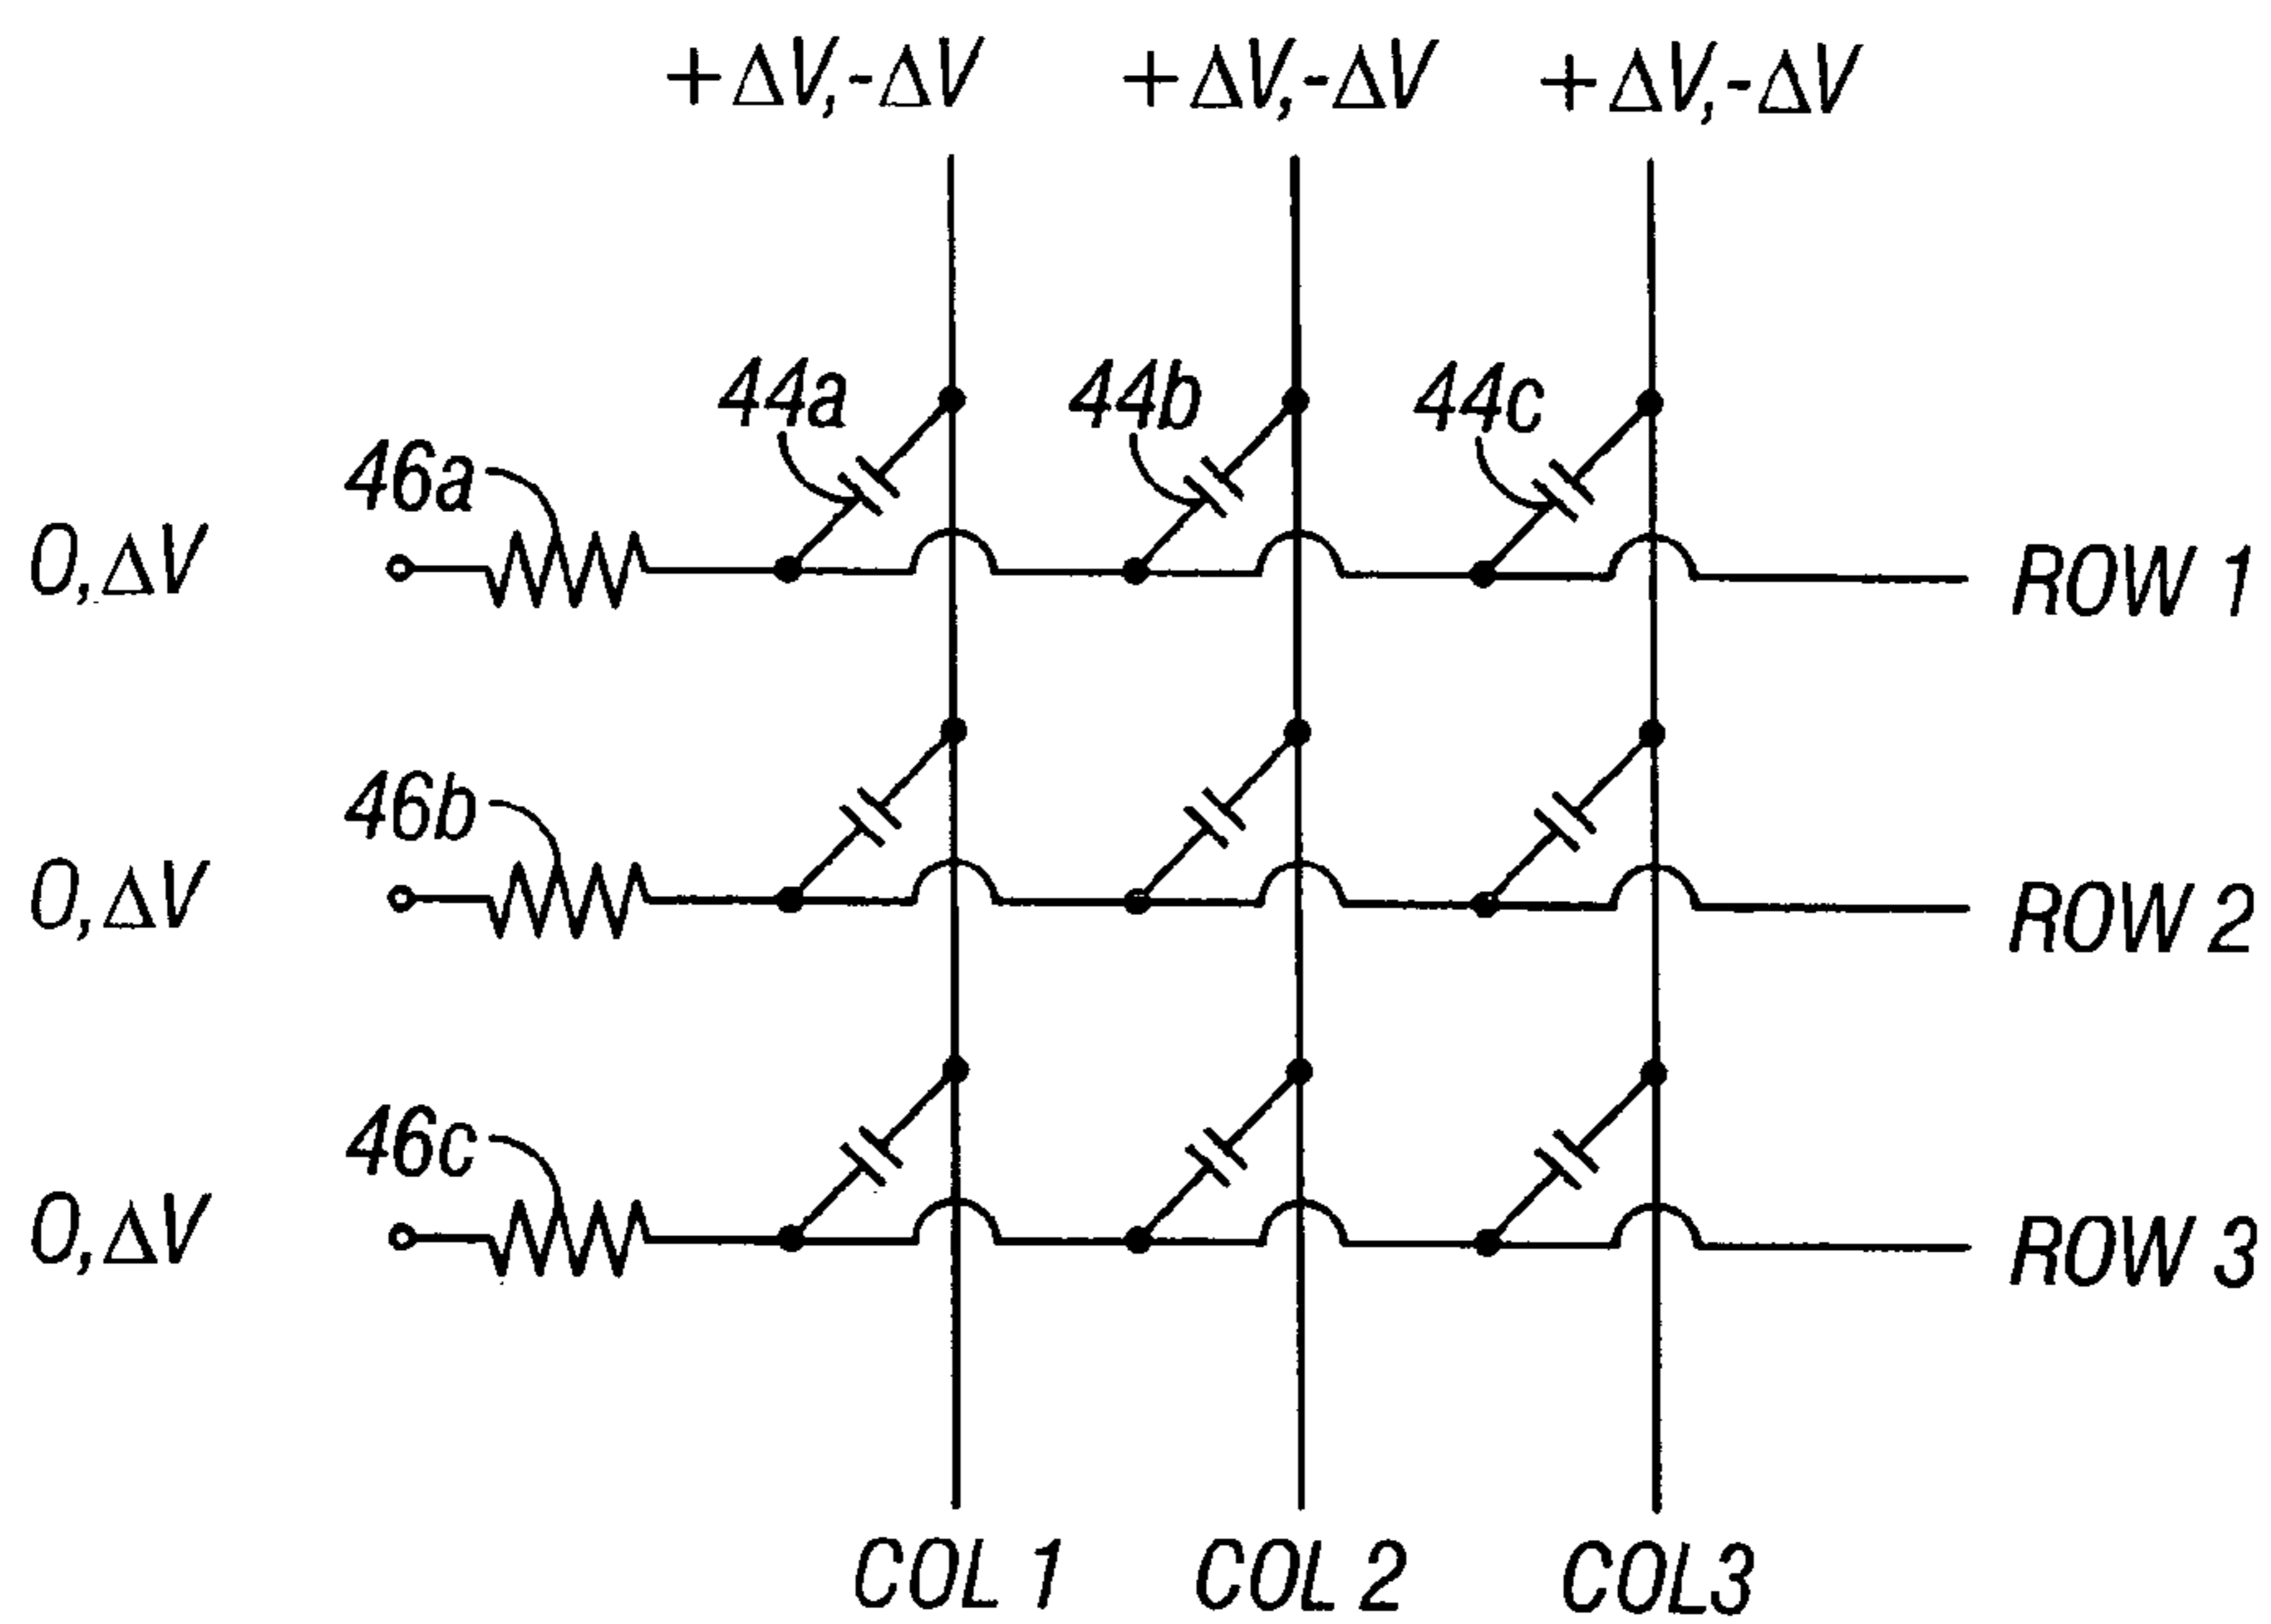 +ΔV,-ΔV +ΔV,-ΔV +ΔV,-ΔV
44a 44b 44c
46a
0,ΔV ROW 1
46b
0,ΔV ROW 2
46c
0,ΔV ROW 3
COL 1 COL 2 COL3